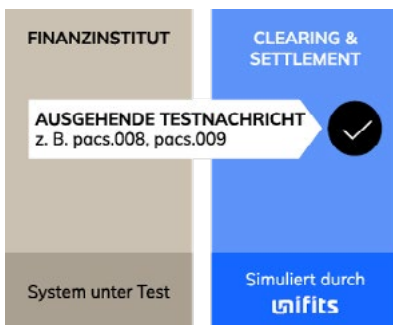 FINANZINSTITUT
CLEARING &
SETTLEMENT
AUSGEHENDE TESTNACHRICHT
z. B. pacs.008, pacs.009
System unter Test
Simuliert durch
unifits